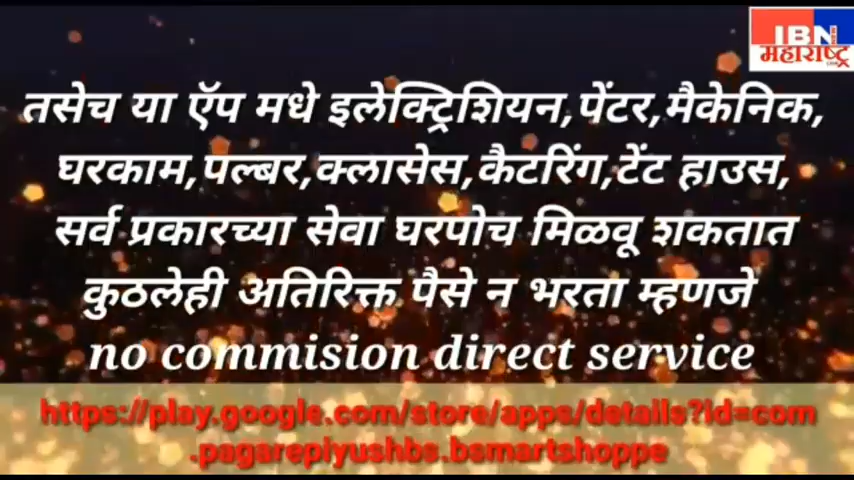 IBN
महाराष्ट्र
तसेच या ऍप मधे इलेक्ट्रिशियन,पेंटर,मैकेनिक,
घरकाम,पल्बर,क्लासेस,कैटरिंग,टेंट हाउस,
सर्व प्रकारच्या सेवा घरपोच मिळवू शकतात
कुठलेही अतिरिक्त पैसे न भरता म्हणजे
no commision direct service
https://play.google.com/store/apps/details?id=com
.pagarepiyushbs.bsmartshoppe